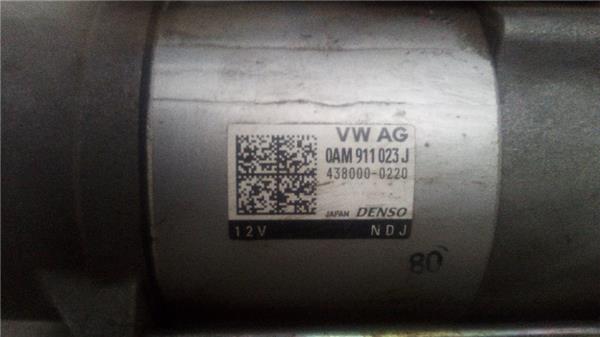 VW AG
0AM 911 023 J
438000-0220
JAPAN DENSO
12V NDJ
80